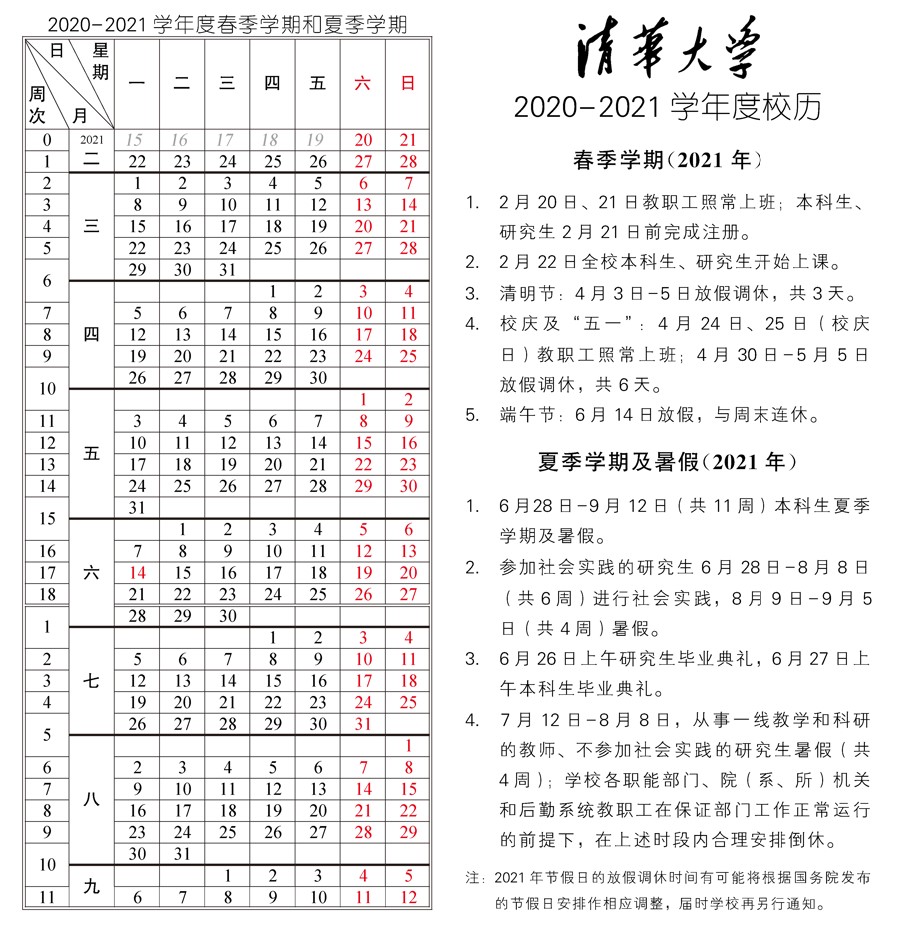 2020-2021 学年度春季学期和夏季学期
日 星期
周次 月 一 二 三 四 五 六 日
0 2021 15 16 17 18 19 20 21
1 二 22 23 24 25 26 27 28
2 1 2 3 4 5 6 7
3 8 9 10 11 12 13 14
4 三 15 16 17 18 19 20 21
5 22 23 24 25 26 27 28
6 29 30 31
1 2 3 4
7 5 6 7 8 9 10 11
8 四 12 13 14 15 16 17 18
9 19 20 21 22 23 24 25
10 26 27 28 29 30
1 2
11 3 4 5 6 7 8 9
12 五 10 11 12 13 14 15 16
13 17 18 19 20 21 22 23
14 24 25 26 27 28 29 30
15 31
1 2 3 4 5 6
16 7 8 9 10 11 12 13
17 六 14 15 16 17 18 19 20
18 21 22 23 24 25 26 27
1 28 29 30
1 2 3 4
2 5 6 7 8 9 10 11
3 七 12 13 14 15 16 17 18
4 19 20 21 22 23 24 25
5 26 27 28 29 30 31
1
6 2 3 4 5 6 7 8
7 八 9 10 11 12 13 14 15
8 16 17 18 19 20 21 22
9 23 24 25 26 27 28 29
10 30 31
九 1 2 3 4 5
11 6 7 8 9 10 11 12
清華大学
2020-2021 学年度校历
春季学期(2021 年)
1. 2 月 20 日、21 日教职工照常上班；本科生、
研究生 2 月 21 日前完成注册。
2. 2 月 22 日全校本科生、研究生开始上课。
3. 清明节：4 月 3 日-5 日放假调休，共 3 天。
4. 校庆及“五一”：4 月 24 日、25 日（校庆
日）教职工照常上班；4 月 30 日-5 月 5 日
放假调休，共 6 天。
5. 端午节：6 月 14 日放假，与周末连休。
夏季学期及暑假(2021 年)
1. 6 月28 日-9 月 12 日（共 11 周）本科生夏季
学期及暑假。
2. 参加社会实践的研究生 6 月 28 日-8 月 8 日
（共 6 周）进行社会实践，8 月 9 日-9 月 5
日（共 4 周）暑假。
3. 6 月 26 日上午研究生毕业典礼，6 月 27 日上
午本科生毕业典礼。
4. 7 月 12 日-8 月 8 日，从事一线教学和科研
的教师、不参加社会实践的研究生暑假（共
4 周）；学校各职能部门、院（系、所）机关
和后勤系统教职工在保证部门工作正常运行
的前提下，在上述时段内合理安排倒休。
注：2021 年节假日的放假调休时间有可能将根据国务院发布
的节假日安排作相应调整，届时学校再另行通知。